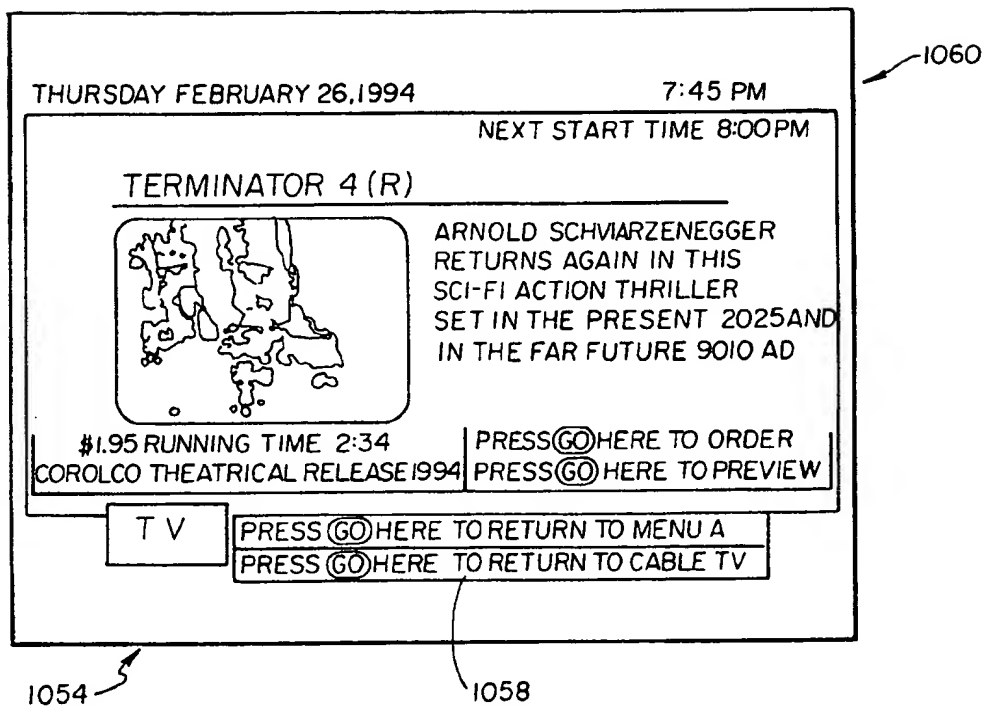 1060
THURSDAY FEBRUARY 26,1994 7:45 PM
NEXT START TIME 8:00PM
TERMINATOR 4 (R)
ARNOLD SCHVIARZENEGGER
RETURNS AGAIN IN THIS
SCI-FI ACTION THRILLER
SET IN THE PRESENT 2025AND
IN THE FAR FUTURE 9010 AD
$1.95 RUNNING TIME 2:34
COROLCO THEATRICAL RELEASE1994
PRESS GO HERE TO ORDER
PRESS GO HERE TO PREVIEW
TV
PRESS GO HERE TO RETURN TO MENU A
PRESS GO HERE TO RETURN TO CABLE TV
1054
1058